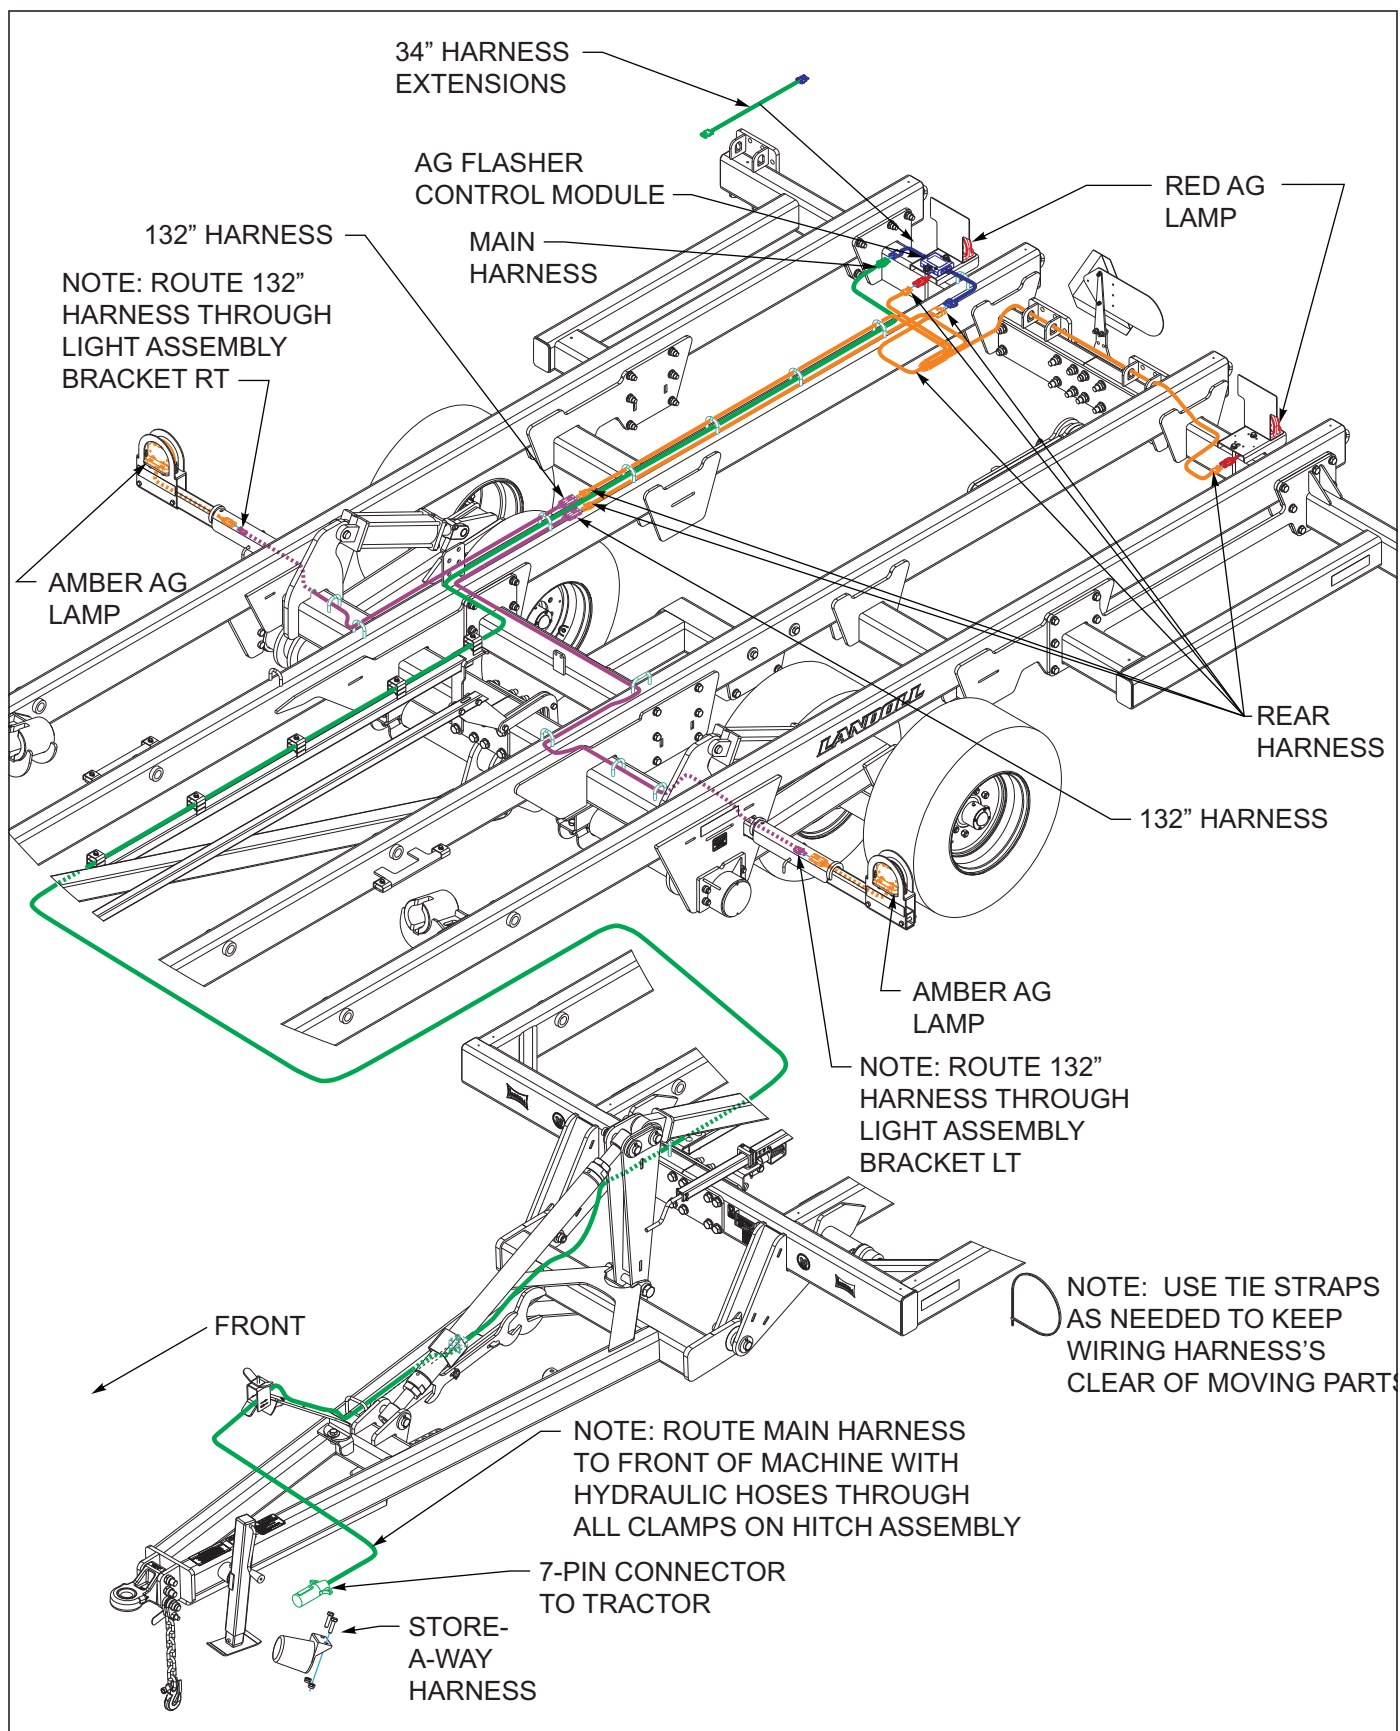 34” HARNESS
EXTENSIONS
AG FLASHER
CONTROL MODULE
RED AG
LAMP
132” HARNESS
MAIN
HARNESS
NOTE: ROUTE 132”
HARNESS THROUGH
LIGHT ASSEMBLY
BRACKET RT
AMBER AG
LAMP
LANDOLL
REAR
HARNESS
132” HARNESS
AMBER AG
LAMP
NOTE: ROUTE 132”
HARNESS THROUGH
LIGHT ASSEMBLY
BRACKET LT
NOTE: USE TIE STRAPS
AS NEEDED TO KEEP
WIRING HARNESS’S
CLEAR OF MOVING PARTS
FRONT
NOTE: ROUTE MAIN HARNESS
TO FRONT OF MACHINE WITH
HYDRAULIC HOSES THROUGH
ALL CLAMPS ON HITCH ASSEMBLY
7-PIN CONNECTOR
TO TRACTOR
STORE-
A-WAY
HARNESS